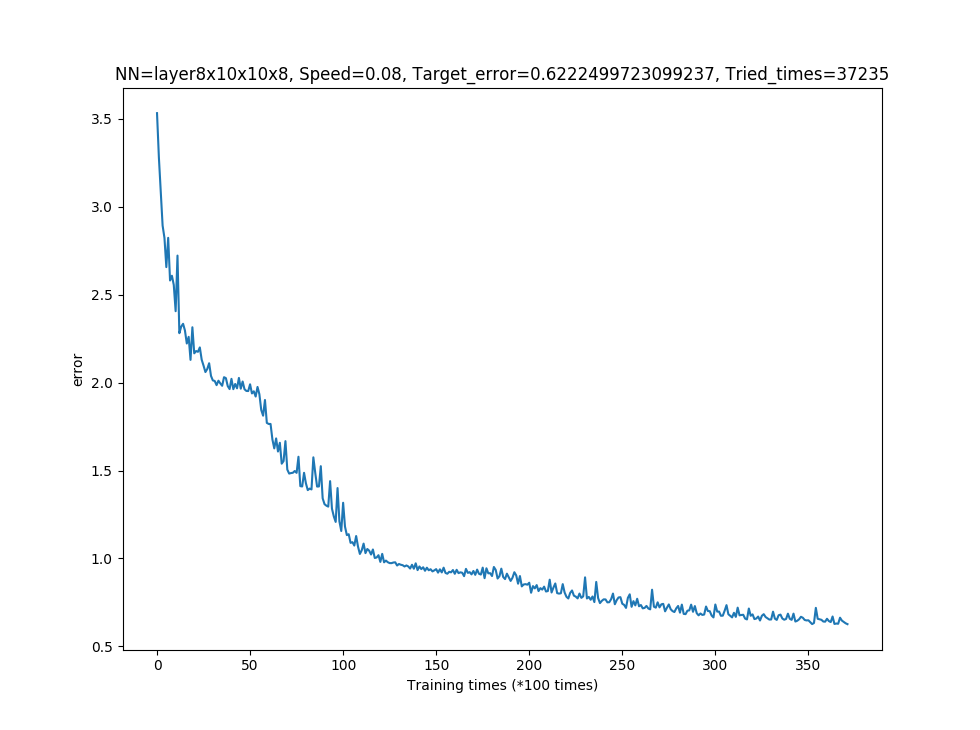 NN=layer8x10x10x8, Speed=0.08, Target_error=0.6222499723099237, Tried_times=37235
3.5
3.0
2.5
2.0
1.5
1.0
0.5
error
0 50 100 150 200 250 300 350
Training times (*100 times)